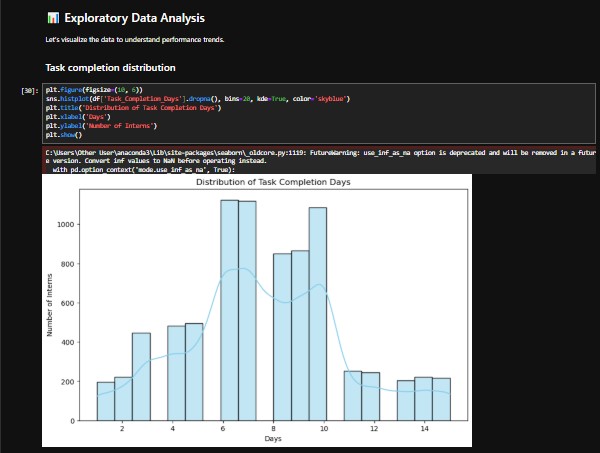 📊 Exploratory Data Analysis
Let's visualize the data to understand performance trends.
Task completion distribution
[30]:
plt.figure(figsize=(10, 6))
sns.histplot(df['Task_Completion_Days'].dropna(), bins=20, kde=True, color='skyblue')
plt.title('Distribution of Task Completion Days')
plt.xlabel('Days')
plt.ylabel('Number of Interns')
plt.show()
C:\Users\Other User\anaconda3\Lib\site-packages\seaborn\_oldcore.py:1119: FutureWarning: use_inf_as_na option is deprecated and will be removed in a futur
e version. Convert inf values to NaN before operating instead.
with pd.option_context('mode.use_inf_as_na', True):
Distribution of Task Completion Days
1000
800
600
400
200
0
Number of Interns
2 4 6 8 10 12 14
Days